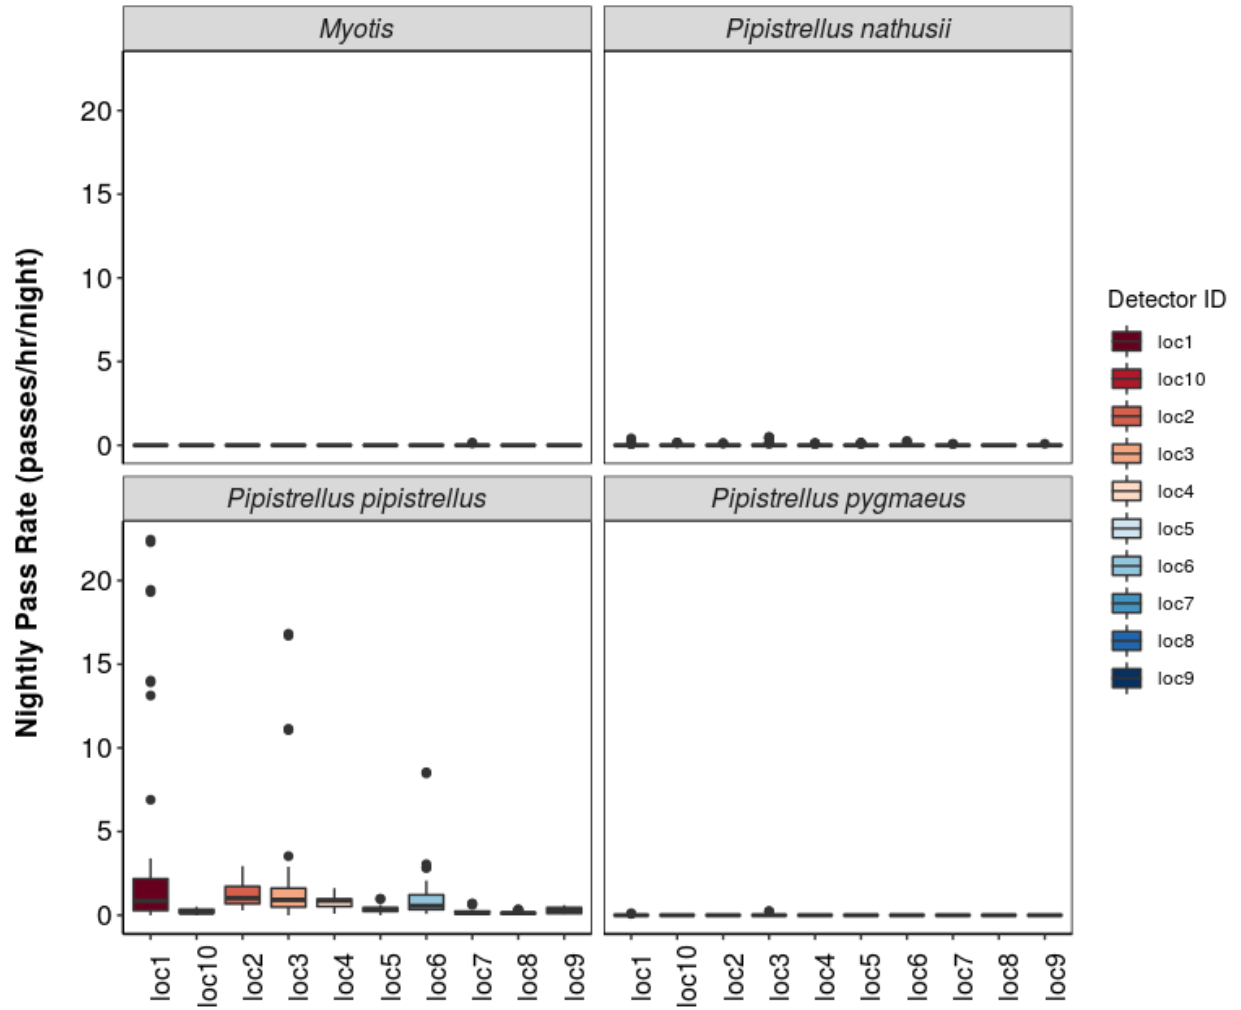 Myotis
Pipistrellus nathusii
20
15
10
5
0
Nightly Pass Rate (passes/hr/night)
Pipistrellus pipistrellus
Pipistrellus pygmaeus
20
15
10
5
0
loc1
loc10
loc2
loc3
loc4
loc5
loc6
loc7
loc8
loc9
loc1
loc10
loc2
loc3
loc4
loc5
loc6
loc7
loc8
loc9
Detector ID
loc1
loc10
loc2
loc3
loc4
loc5
loc6
loc7
loc8
loc9